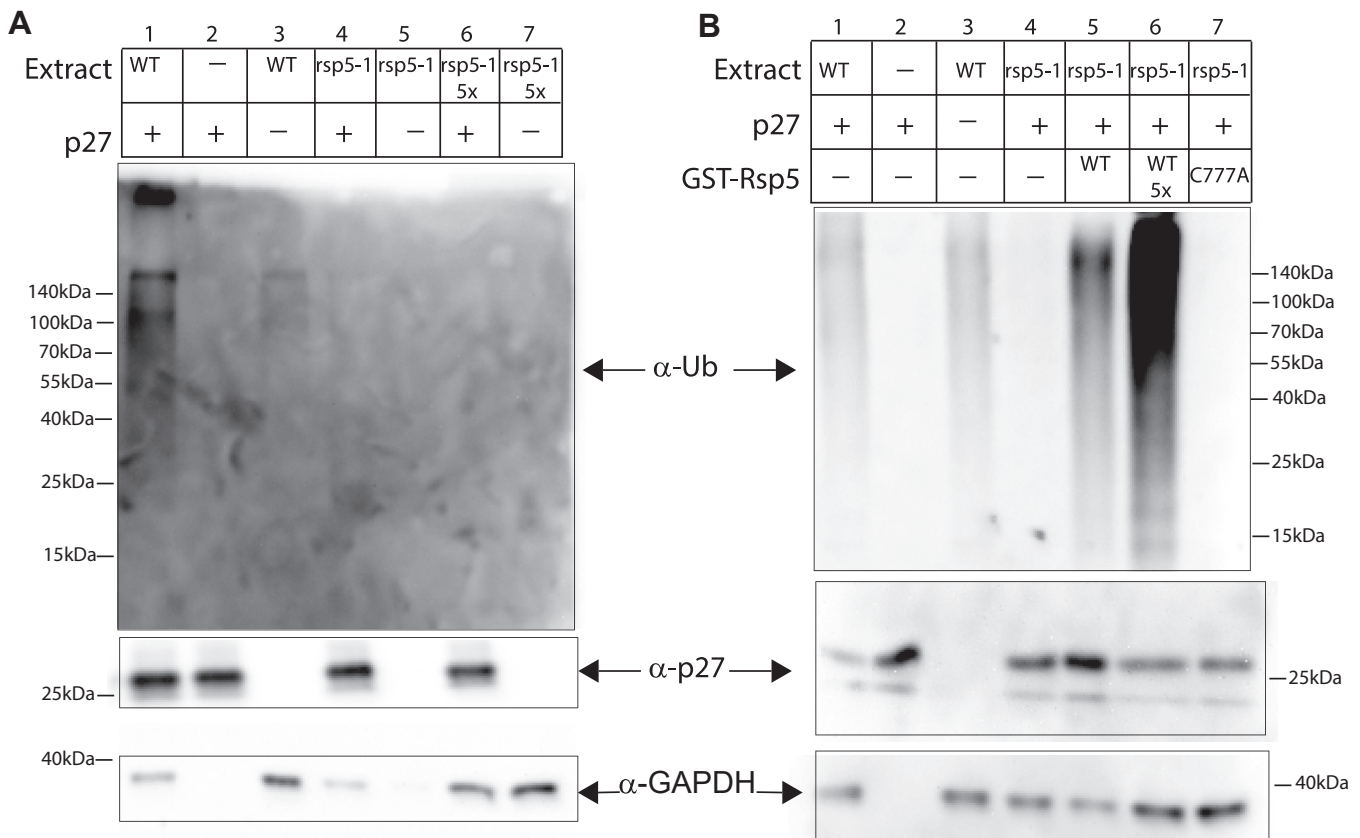 A
1 2 3 4 5 6 7
Extract WT — WT rsp5-1 rsp5-1 rsp5-1 5x rsp5-1 5x
p27 + + — + — + —
140kDa
100kDa
70kDa
55kDa
40kDa
25kDa
15kDa
25kDa
40kDa
α-Ub
α-p27
α-GAPDH
B
1 2 3 4 5 6 7
Extract WT — WT rsp5-1 rsp5-1 rsp5-1 rsp5-1
p27 + + — + + + +
GST-Rsp5 — — — — WT WT 5x C777A
140kDa
100kDa
70kDa
55kDa
40kDa
25kDa
15kDa
25kDa
40kDa